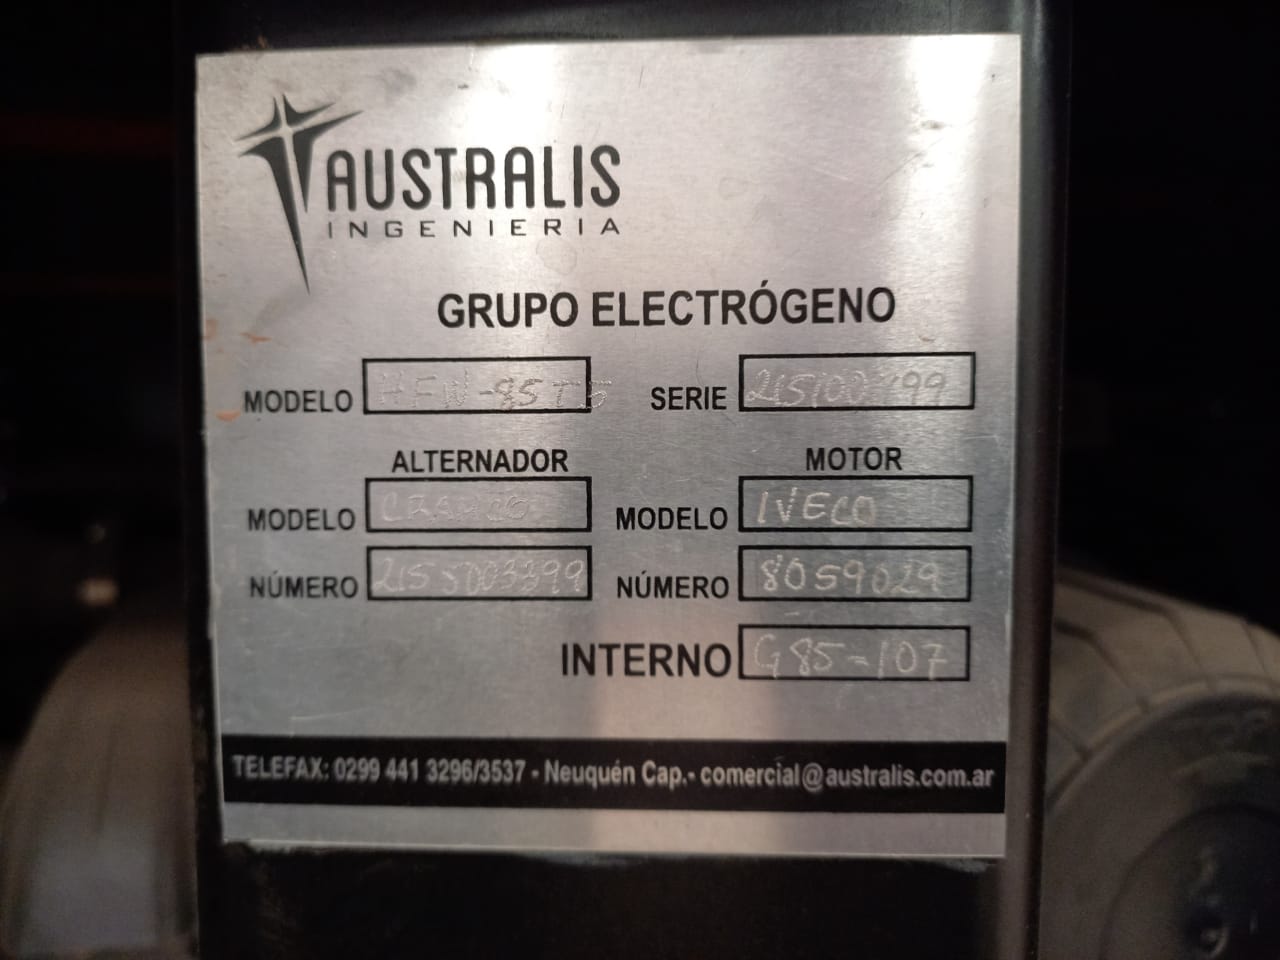 AUSTRALIS
INGENIERIA
GRUPO ELECTRÓGENO
MODELO HFW-85T5 SERIE
ALTERNADOR MOTOR
MODELO CRAMCO MODELO IVECO
NÚMERO NÚMERO 8059029
INTERNO G85-107
TELEFAX: 0299 441 3296/3537 - Neuquén Cap.- comercial@australis.com.ar